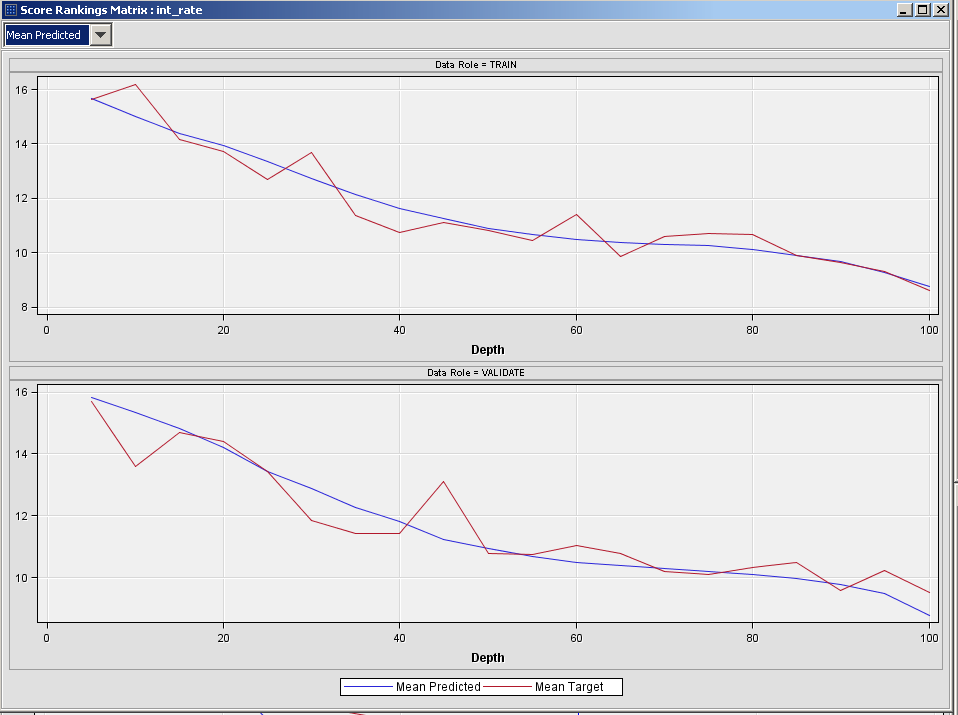 Score Rankings Matrix : int_rate
Mean Predicted
Data Role = TRAIN
16
14
12
10
8
0 20 40 60 80 100
Depth
Data Role = VALIDATE
16
14
12
10
0 20 40 60 80 100
Depth
Mean Predicted Mean Target